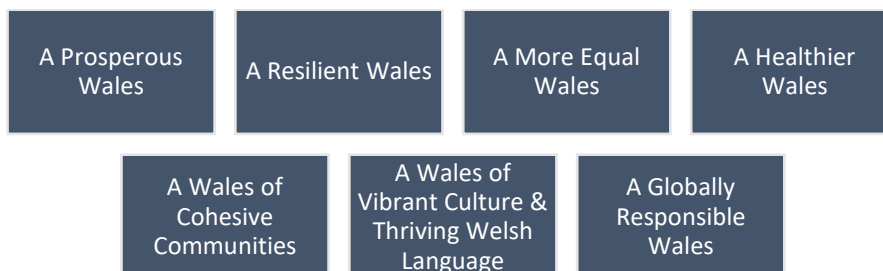 A Prosperous
Wales
A Resilient Wales
A More Equal
Wales
A Healthier
Wales
A Wales of
Cohesive
Communities
A Wales of
Vibrant Culture &
Thriving Welsh
Language
A Globally
Responsible
Wales